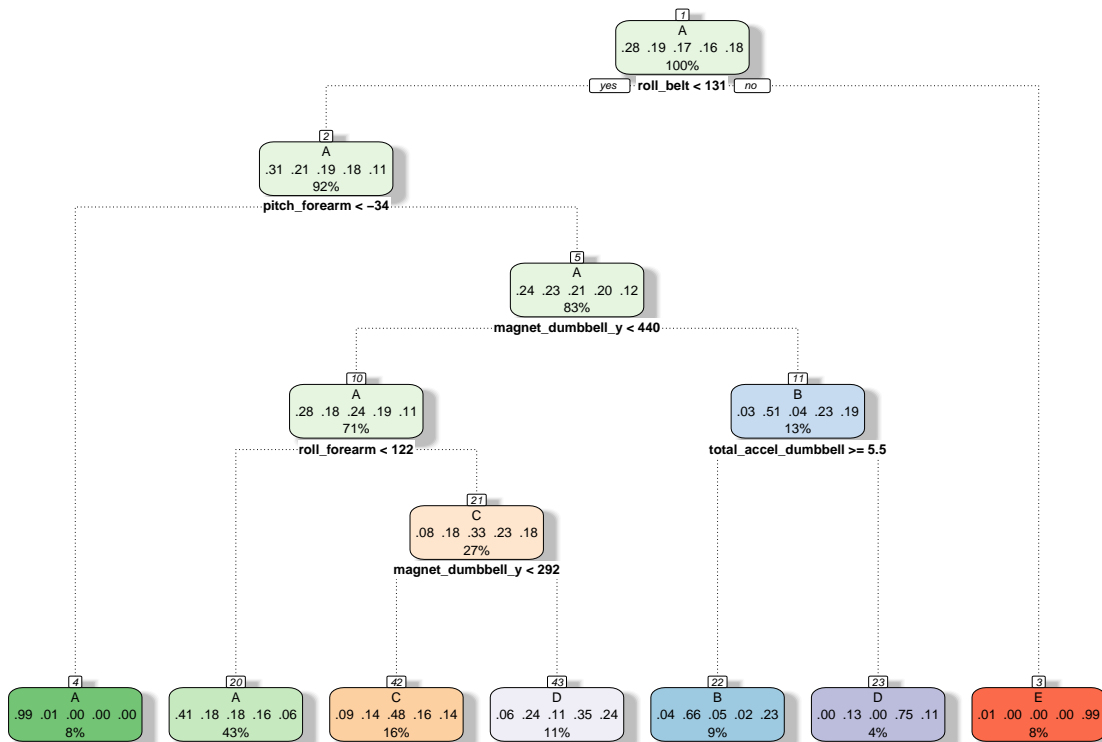 1
A
.28 .19 .17 .16 .18
100%
yes roll_belt < 131 no
2
A
.31 .21 .19 .18 .11
92%
pitch_forearm < −34
5
A
.24 .23 .21 .20 .12
83%
magnet_dumbbell_y < 440
10
A
.28 .18 .24 .19 .11
71%
roll_forearm < 122
11
B
.03 .51 .04 .23 .19
13%
total_accel_dumbbell >= 5.5
21
C
.08 .18 .33 .23 .18
27%
magnet_dumbbell_y < 292
4
A
.99 .01 .00 .00 .00
8%
20
A
.41 .18 .18 .16 .06
43%
42
C
.09 .14 .48 .16 .14
16%
43
D
.06 .24 .11 .35 .24
11%
22
B
.04 .66 .05 .02 .23
9%
23
D
.00 .13 .00 .75 .11
4%
3
E
.01 .00 .00 .00 .99
8%